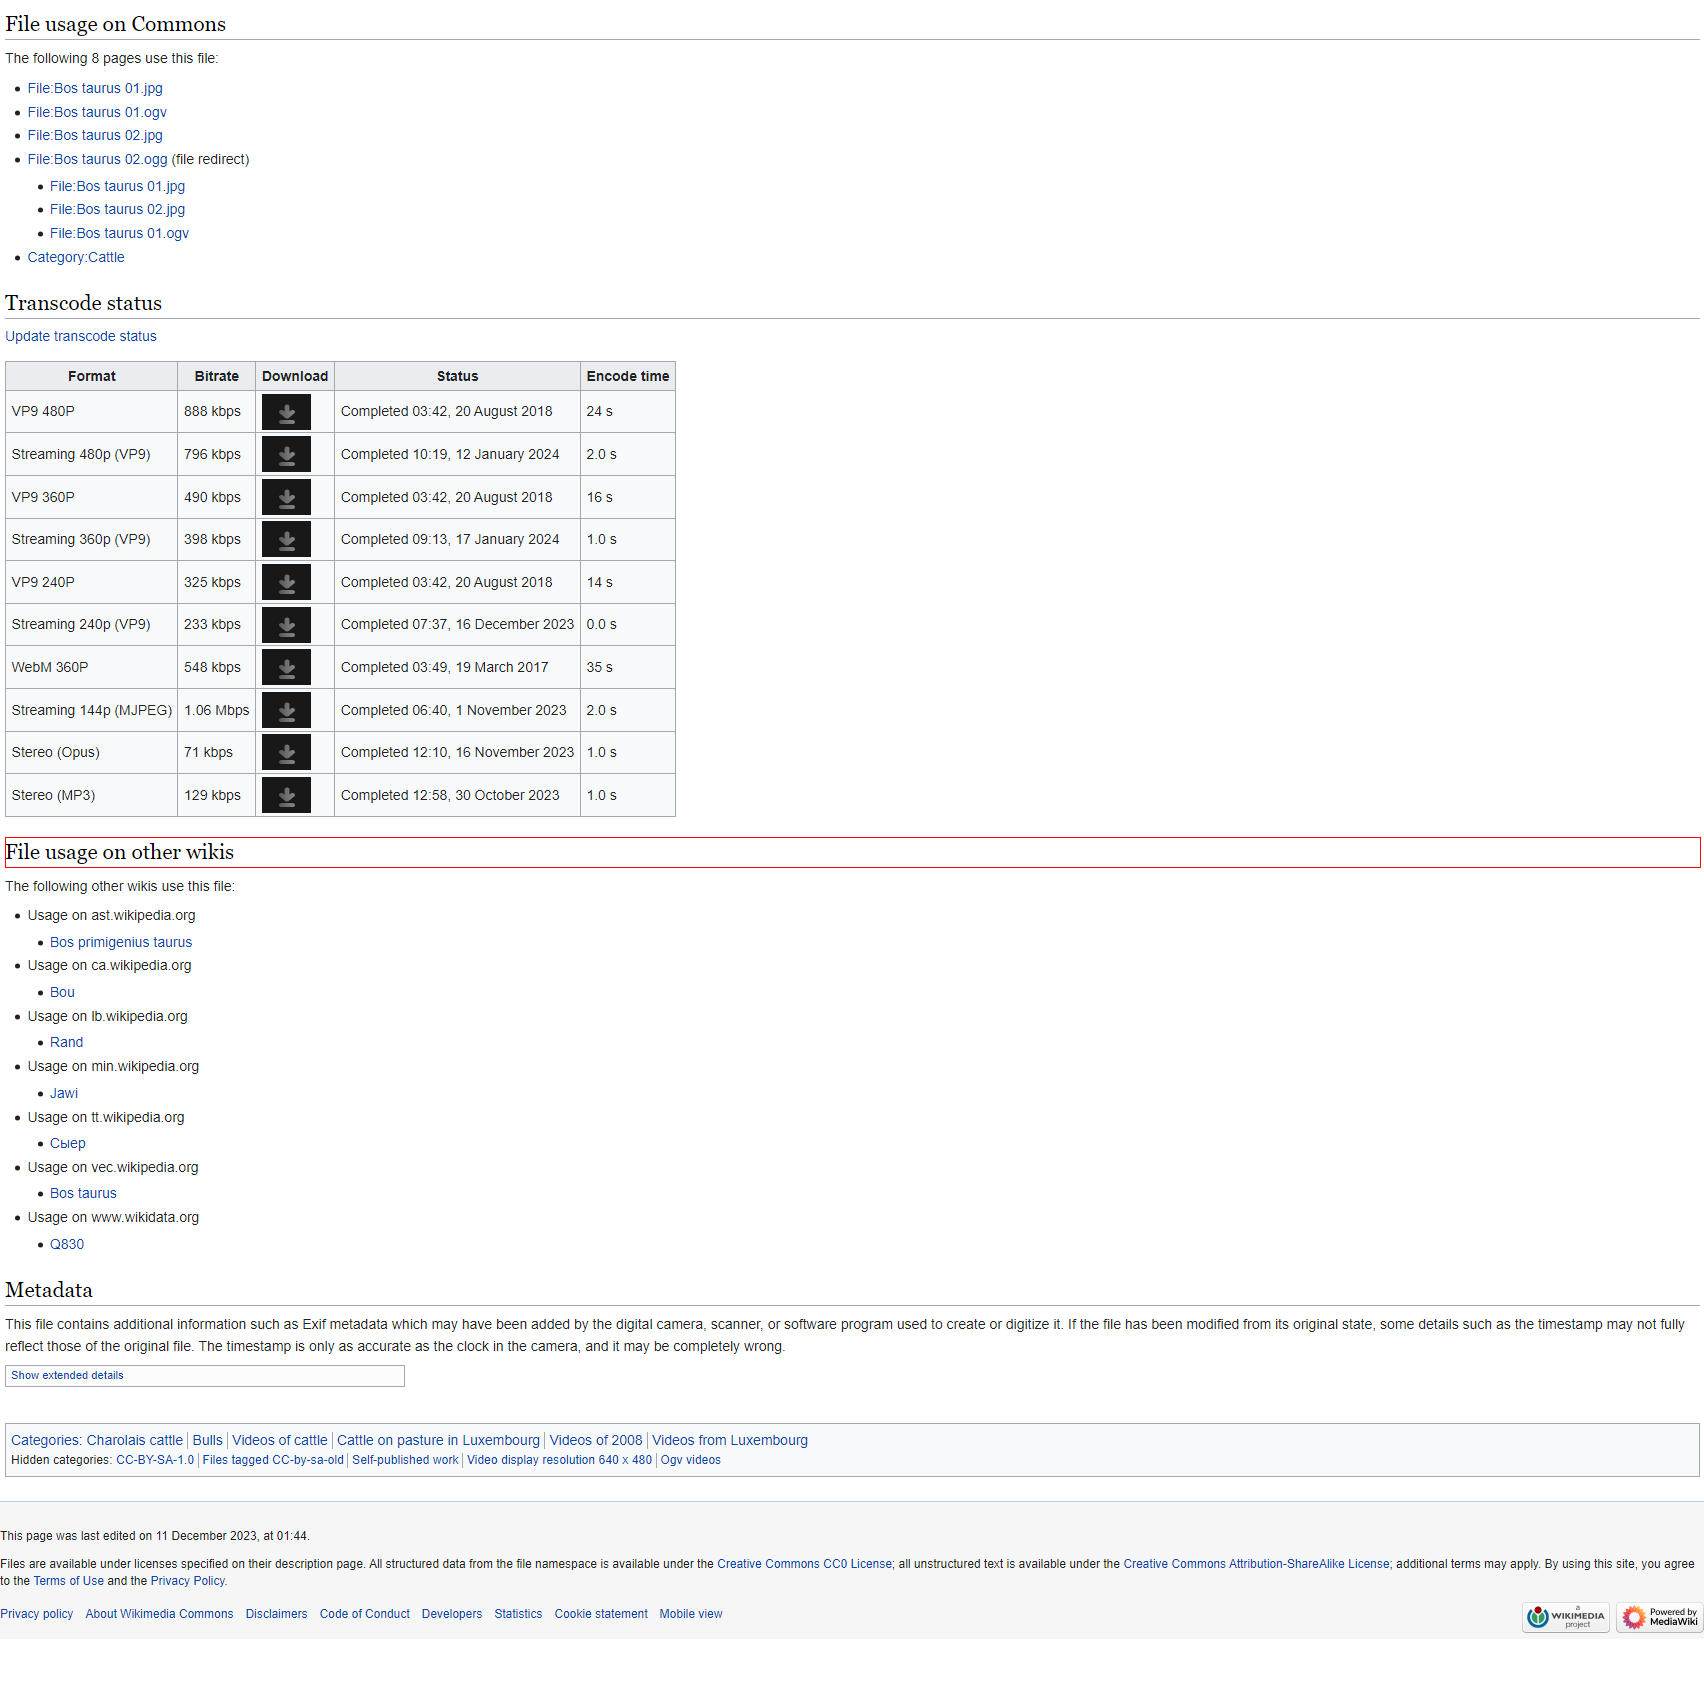 File usage on Commons
The following 8 pages use this file:
File:Bos taurus 01.jpg
File:Bos taurus 01.ogv
File:Bos taurus 02.jpg
File:Bos taurus 02.ogg (file redirect)
File:Bos taurus 01.jpg
File:Bos taurus 02.jpg
File:Bos taurus 01.ogv
Category:Cattle
Transcode status
Update transcode status
Format Bitrate Download Status Encode time
VP9 480P 888 kbps Completed 03:42, 20 August 2018 24 s
Streaming 480p (VP9) 796 kbps Completed 10:19, 12 January 2024 2.0 s
VP9 360P 490 kbps Completed 03:42, 20 August 2018 16 s
Streaming 360p (VP9) 398 kbps Completed 09:13, 17 January 2024 1.0 s
VP9 240P 325 kbps Completed 03:42, 20 August 2018 14 s
Streaming 240p (VP9) 233 kbps Completed 07:37, 16 December 2023 0.0 s
WebM 360P 548 kbps Completed 03:49, 19 March 2017 35 s
Streaming 144p (MJPEG) 1.06 Mbps Completed 06:40, 1 November 2023 2.0 s
Stereo (Opus) 71 kbps Completed 12:10, 16 November 2023 1.0 s
Stereo (MP3) 129 kbps Completed 12:58, 30 October 2023 1.0 s
File usage on other wikis
The following other wikis use this file:
Usage on ast.wikipedia.org
Bos primigenius taurus
Usage on ca.wikipedia.org
Bou
Usage on lb.wikipedia.org
Rand
Usage on min.wikipedia.org
Jawi
Usage on tt.wikipedia.org
Сыер
Usage on vec.wikipedia.org
Bos taurus
Usage on www.wikidata.org
Q830
Metadata
This file contains additional information such as Exif metadata which may have been added by the digital camera, scanner, or software program used to create or digitize it. If the file has been modified from its original state, some details such as the timestamp may not fully
reflect those of the original file. The timestamp is only as accurate as the clock in the camera, and it may be completely wrong.
Show extended details
Categories: Charolais cattle | Bulls | Videos of cattle | Cattle on pasture in Luxembourg | Videos of 2008 | Videos from Luxembourg
Hidden categories: CC-BY-SA-1.0 | Files tagged CC-by-sa-old | Self-published work | Video display resolution 640 x 480 | Ogv videos
This page was last edited on 11 December 2023, at 01:44.
Files are available under licenses specified on their description page. All structured data from the file namespace is available under the Creative Commons CC0 License; all unstructured text is available under the Creative Commons Attribution-ShareAlike License; additional terms may apply. By using this site, you agree
to the Terms of Use and the Privacy Policy.
Privacy policy About Wikimedia Commons Disclaimers Code of Conduct Developers Statistics Cookie statement Mobile view
a
WIKIMEDIA
project
Powered by
MediaWiki